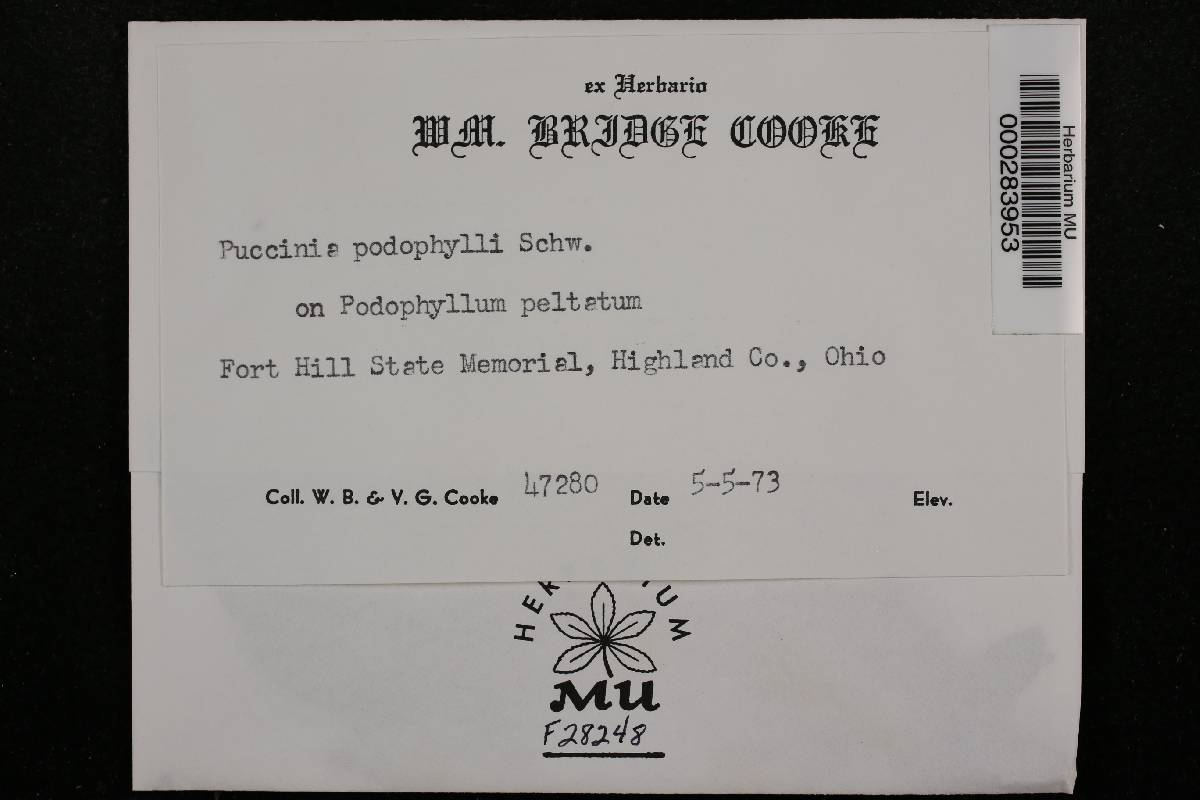 ex Herbario
WM. BRIDGE COOKE
Puccinia podophylli Schw.
on Podophyllum peltatum
Fort Hill State Memorial, Highland Co., Ohio
Coll. W. B. & V. G. Cooke 47280 Date 5-5-73 Elev.
Det.
Herbarium MU
000283953
MU
F28248